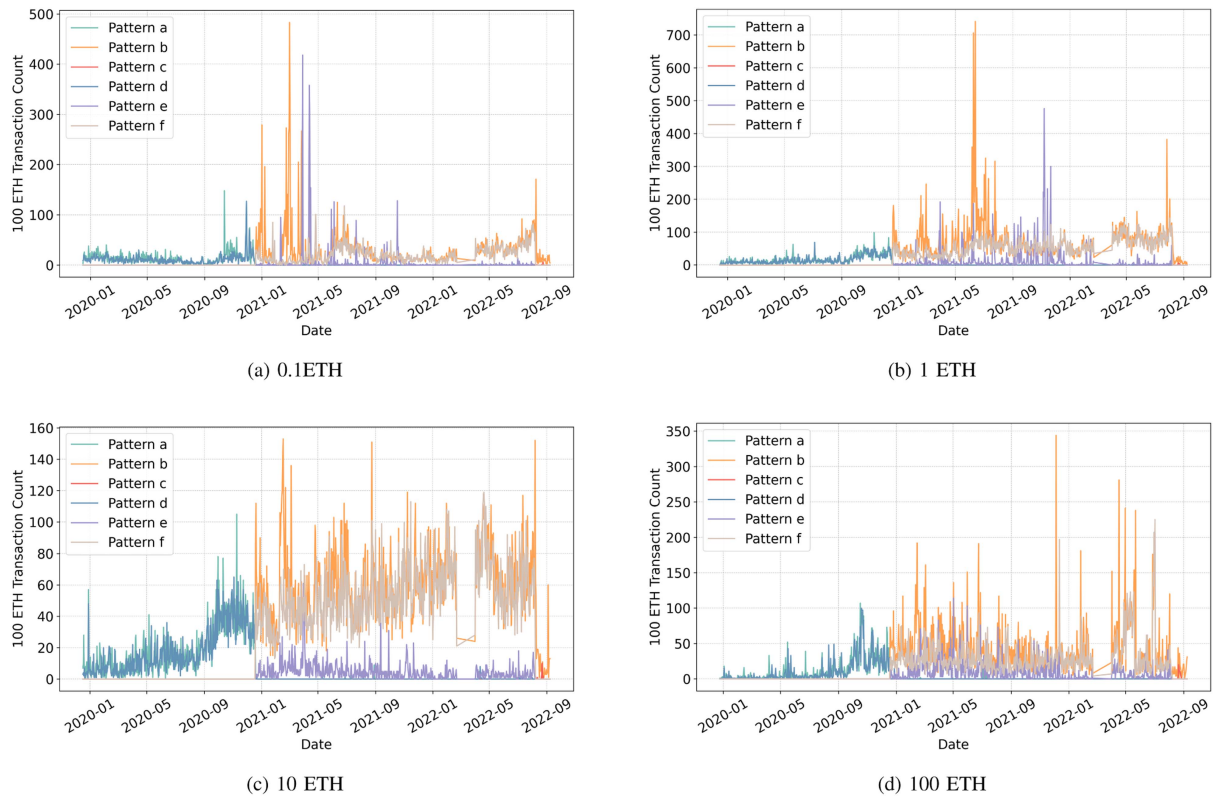 100 ETH Transaction Count
500
400
300
200
100
0
Pattern a
Pattern b
Pattern c
Pattern d
Pattern e
Pattern f
2020-01
2020-05
2020-09
2021-01
2021-05
2021-09
2022-01
2022-05
2022-09
Date
(a) 0.1ETH
100 ETH Transaction Count
700
600
500
400
300
200
100
0
Pattern a
Pattern b
Pattern c
Pattern d
Pattern e
Pattern f
2020-01
2020-05
2020-09
2021-01
2021-05
2021-09
2022-01
2022-05
2022-09
Date
(b) 1 ETH
100 ETH Transaction Count
160
140
120
100
80
60
40
20
0
Pattern a
Pattern b
Pattern c
Pattern d
Pattern e
Pattern f
2020-01
2020-05
2020-09
2021-01
2021-05
2021-09
2022-01
2022-05
2022-09
Date
(c) 10 ETH
100 ETH Transaction Count
350
300
250
200
150
100
50
0
Pattern a
Pattern b
Pattern c
Pattern d
Pattern e
Pattern f
2020-01
2020-05
2020-09
2021-01
2021-05
2021-09
2022-01
2022-05
2022-09
Date
(d) 100 ETH